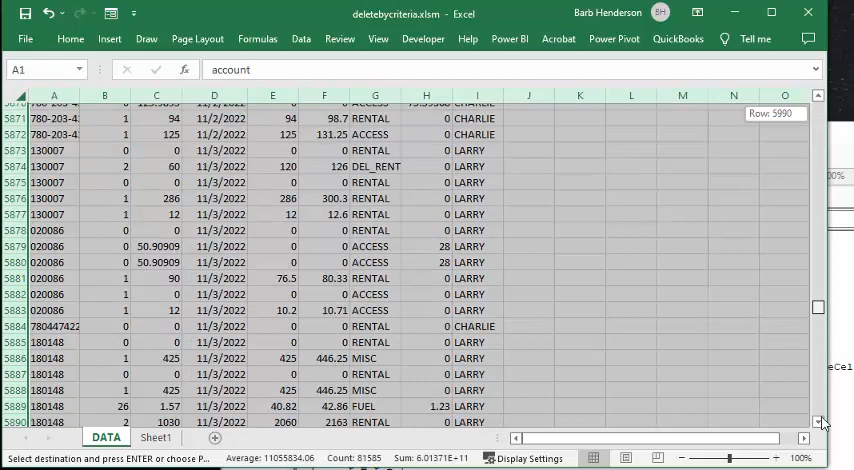 deletebycriteria.xlsm - Excel Barb Henderson BH
File Home Insert Draw Page Layout Formulas Data Review View Developer Help Power BI Acrobat Power Pivot QuickBooks Tell me
A1 fx account
A B C D E F G H I J K L M N O
5871 780-203-4 1 94 11/2/2022 94 98.7 RENTAL 0 CHARLIE Row: 5990
5872 780-203-4 1 125 11/2/2022 125 131.25 ACCESS 0 CHARLIE
5873 130007 0 0 11/3/2022 0 0 RENTAL 0 LARRY
5874 130007 2 60 11/3/2022 120 126 DEL_RENT 0 LARRY
5875 130007 0 0 11/3/2022 0 0 RENTAL 0 LARRY
5876 130007 1 286 11/3/2022 286 300.3 RENTAL 0 LARRY
5877 130007 1 12 11/3/2022 12 12.6 RENTAL 0 LARRY
5878 020086 0 0 11/3/2022 0 0 RENTAL 0 LARRY
5879 020086 0 50.90909 11/3/2022 0 0 ACCESS 28 LARRY
5880 020086 0 50.90909 11/3/2022 0 0 ACCESS 28 LARRY
5881 020086 1 90 11/3/2022 76.5 80.33 RENTAL 0 LARRY
5882 020086 1 0 11/3/2022 0 0 ACCESS 0 LARRY
5883 020086 1 12 11/3/2022 10.2 10.71 ACCESS 0 LARRY
5884 780447422 0 0 11/3/2022 0 0 RENTAL 0 CHARLIE
5885 180148 0 0 11/3/2022 0 0 RENTAL 0 LARRY
5886 180148 1 425 11/3/2022 425 446.25 MISC 0 LARRY
5887 180148 0 0 11/3/2022 0 0 RENTAL 0 LARRY
5888 180148 1 425 11/3/2022 425 446.25 MISC 0 LARRY
5889 180148 26 1.57 11/3/2022 40.82 42.86 FUEL 1.23 LARRY
5890 180148 2 1030 11/3/2022 2060 2163 RENTAL 0 LARRY
DATA Sheet1
Select destination and press ENTER or choose P... Average: 11055834.06 Count: 81585 Sum: 6.01371E+11 Display Settings 100%